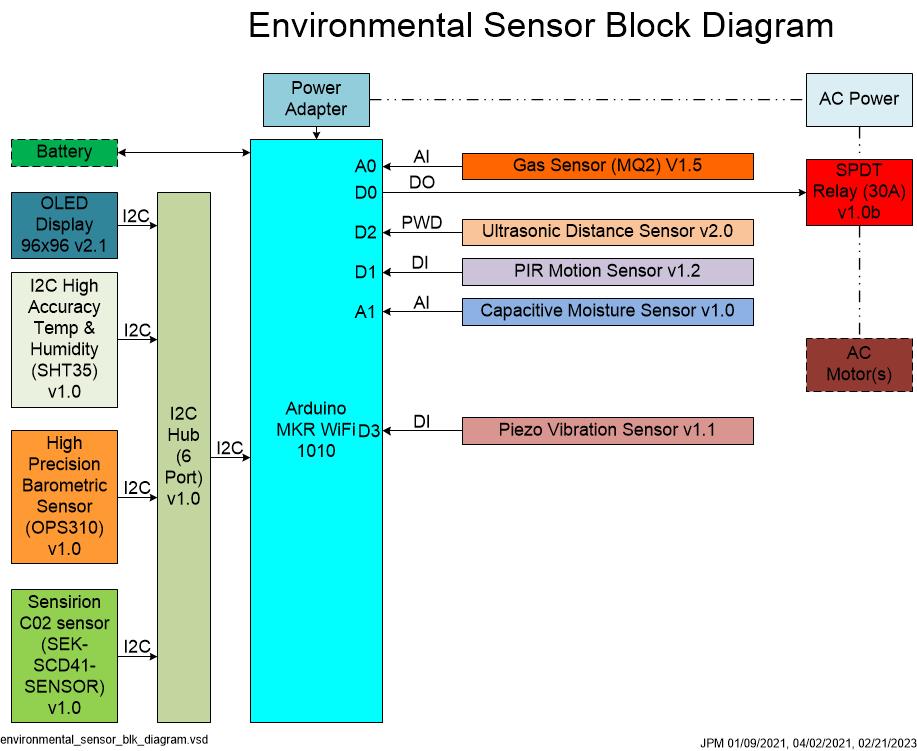 Environmental Sensor Block Diagram
Power
Adapter
AC Power
Battery
A0
AI
Gas Sensor (MQ2) V1.5
D0
DO
SPDT
Relay (30A)
v1.0b
OLED
Display
96x96 v2.1
I2C
D2
PWD
Ultrasonic Distance Sensor v2.0
D1
DI
PIR Motion Sensor v1.2
A1
AI
Capacitive Moisture Sensor v1.0
I2C High
Accuracy
Temp &
Humidity
(SHT35)
v1.0
I2C
AC
Motor(s)
I2C
Hub
(6
Port)
v1.0
I2C
Arduino
MKR WiFi
1010
D3
DI
Piezo Vibration Sensor v1.1
High
Precision
Barometric
Sensor
(OPS310)
v1.0
I2C
Sensirion
C02 sensor
(SEK-
SCD41-
SENSOR)
v1.0
I2C
environmental_sensor_blk_diagram.vsd
JPM 01/09/2021, 04/02/2021, 02/21/2023